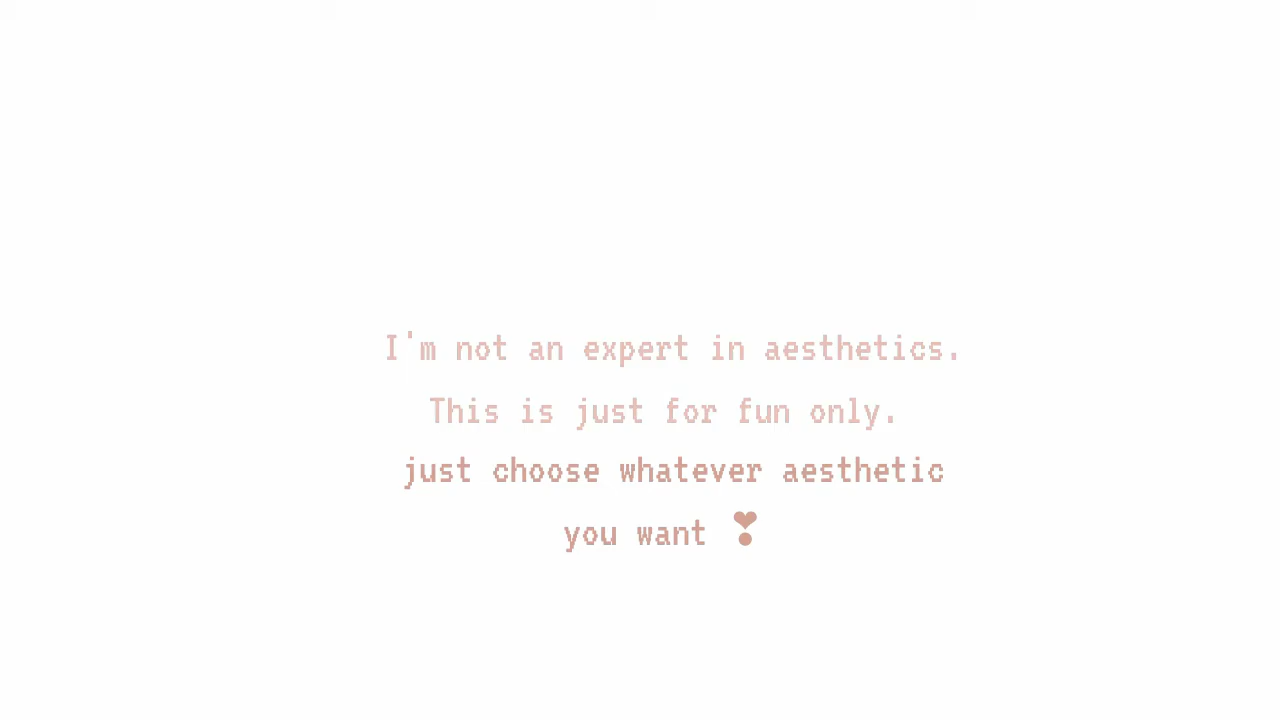 I'm not an expert in aesthetics.
This is just for fun only.
just choose whatever aesthetic
you want ❣